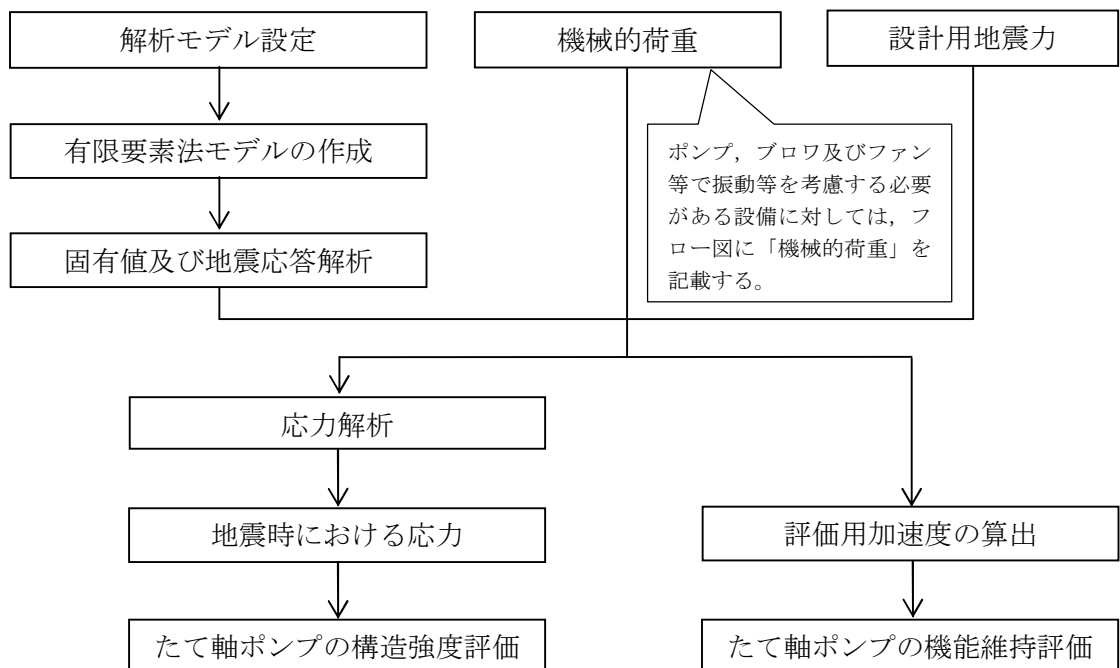 解析モデル設定
機械的荷重
設計用地震力
有限要素法モデルの作成
ポンプ，ブロワ及びファン
等で振動等を考慮する必要
がある設備に対しては，フ
ロー図に「機械的荷重」を
記載する。
固有値及び地震応答解析
応力解析
地震時における応力
評価用加速度の算出
たて軸ポンプの構造強度評価
たて軸ポンプの機能維持評価